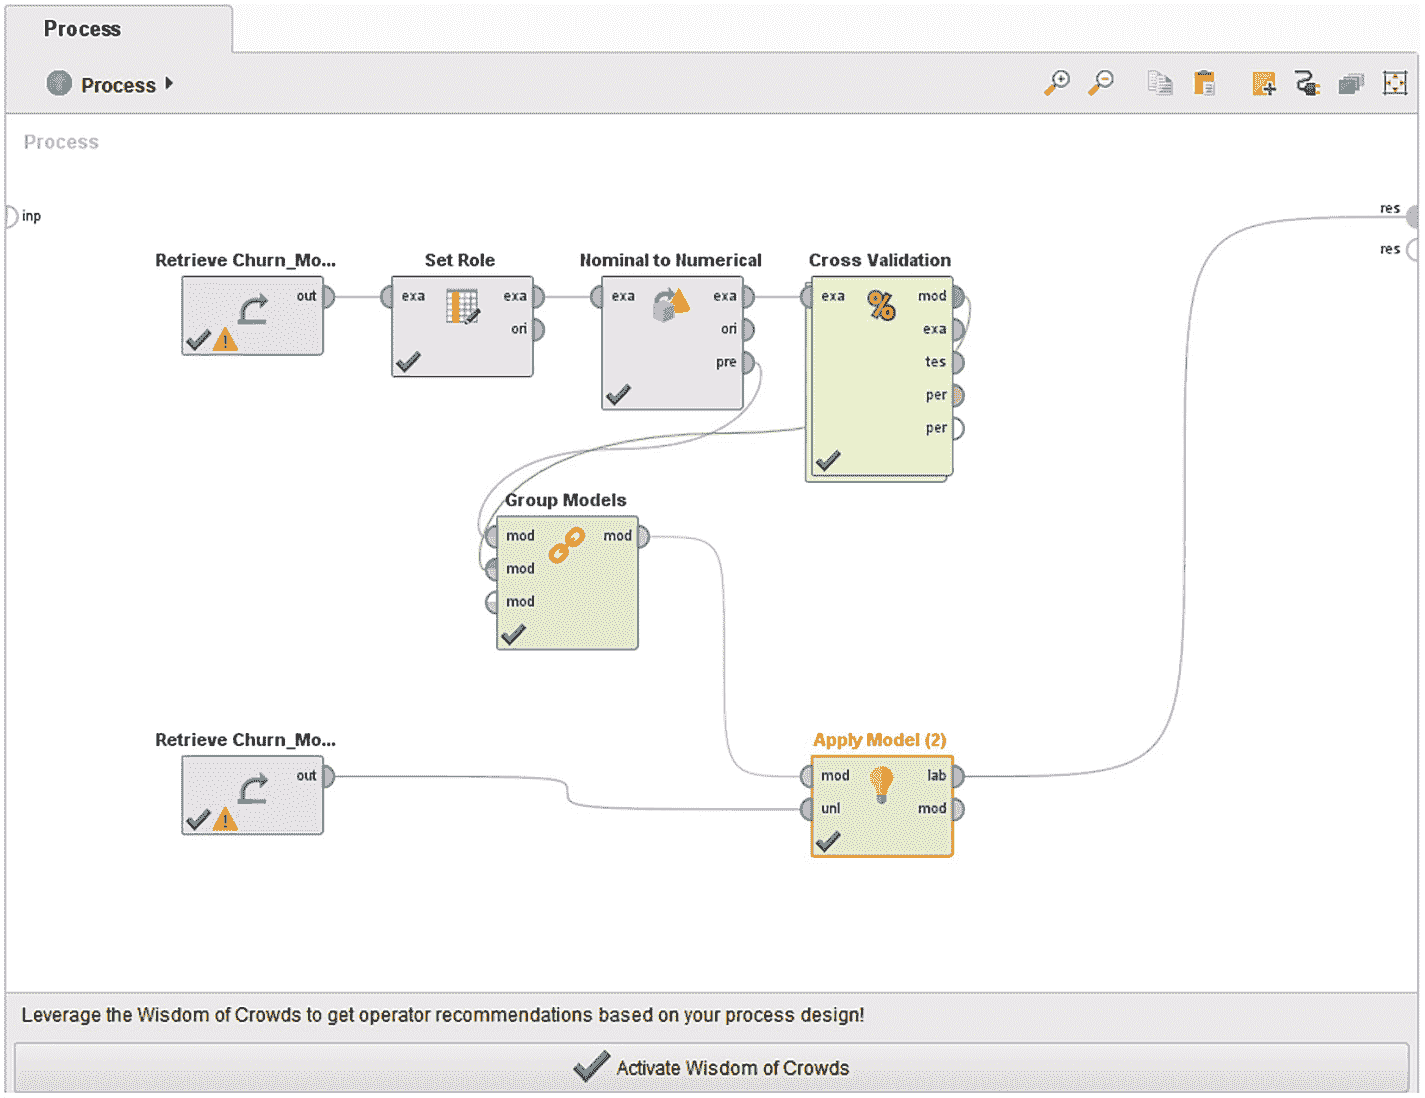 Process
Process
Process
inp
res
res
Retrieve Churn_Mo...
out
Set Role
exa
exa
ori
Nominal to Numerical
exa
exa
ori
pre
Cross Validation
exa
mod
exa
tes
per
per
Group Models
mod
mod
mod
mod
Retrieve Churn_Mo...
out
Apply Model (2)
mod
lab
unl
mod
Leverage the Wisdom of Crowds to get operator recommendations based on your process design!
Activate Wisdom of Crowds